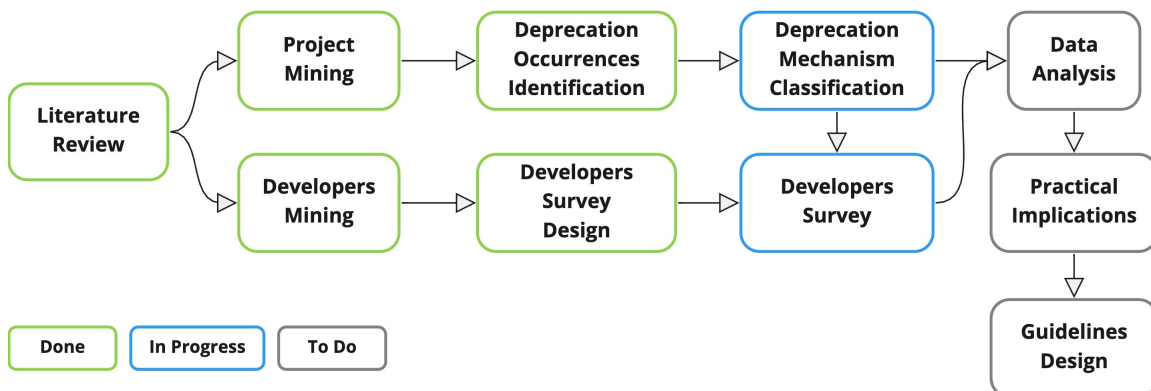 Literature
Review
Project
Mining
Deprecation
Occurrences
Identification
Deprecation
Mechanism
Classification
Data
Analysis
Developers
Mining
Developers
Survey
Design
Developers
Survey
Practical
Implications
Guidelines
Design
Done
In Progress
To Do